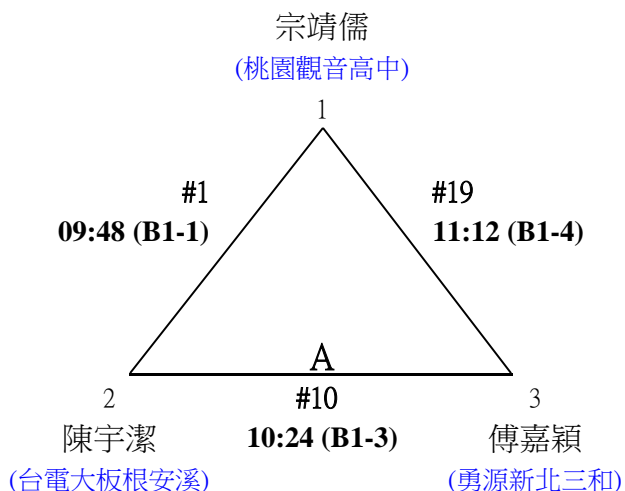 宗靖儒
(桃園觀音高中)
1
#1
#19
09:48 (B1-1)
11:12 (B1-4)
A
2
#10
3
陳宇潔
10:24 (B1-3)
傅嘉穎
(台電大板根安溪)
(勇源新北三和)